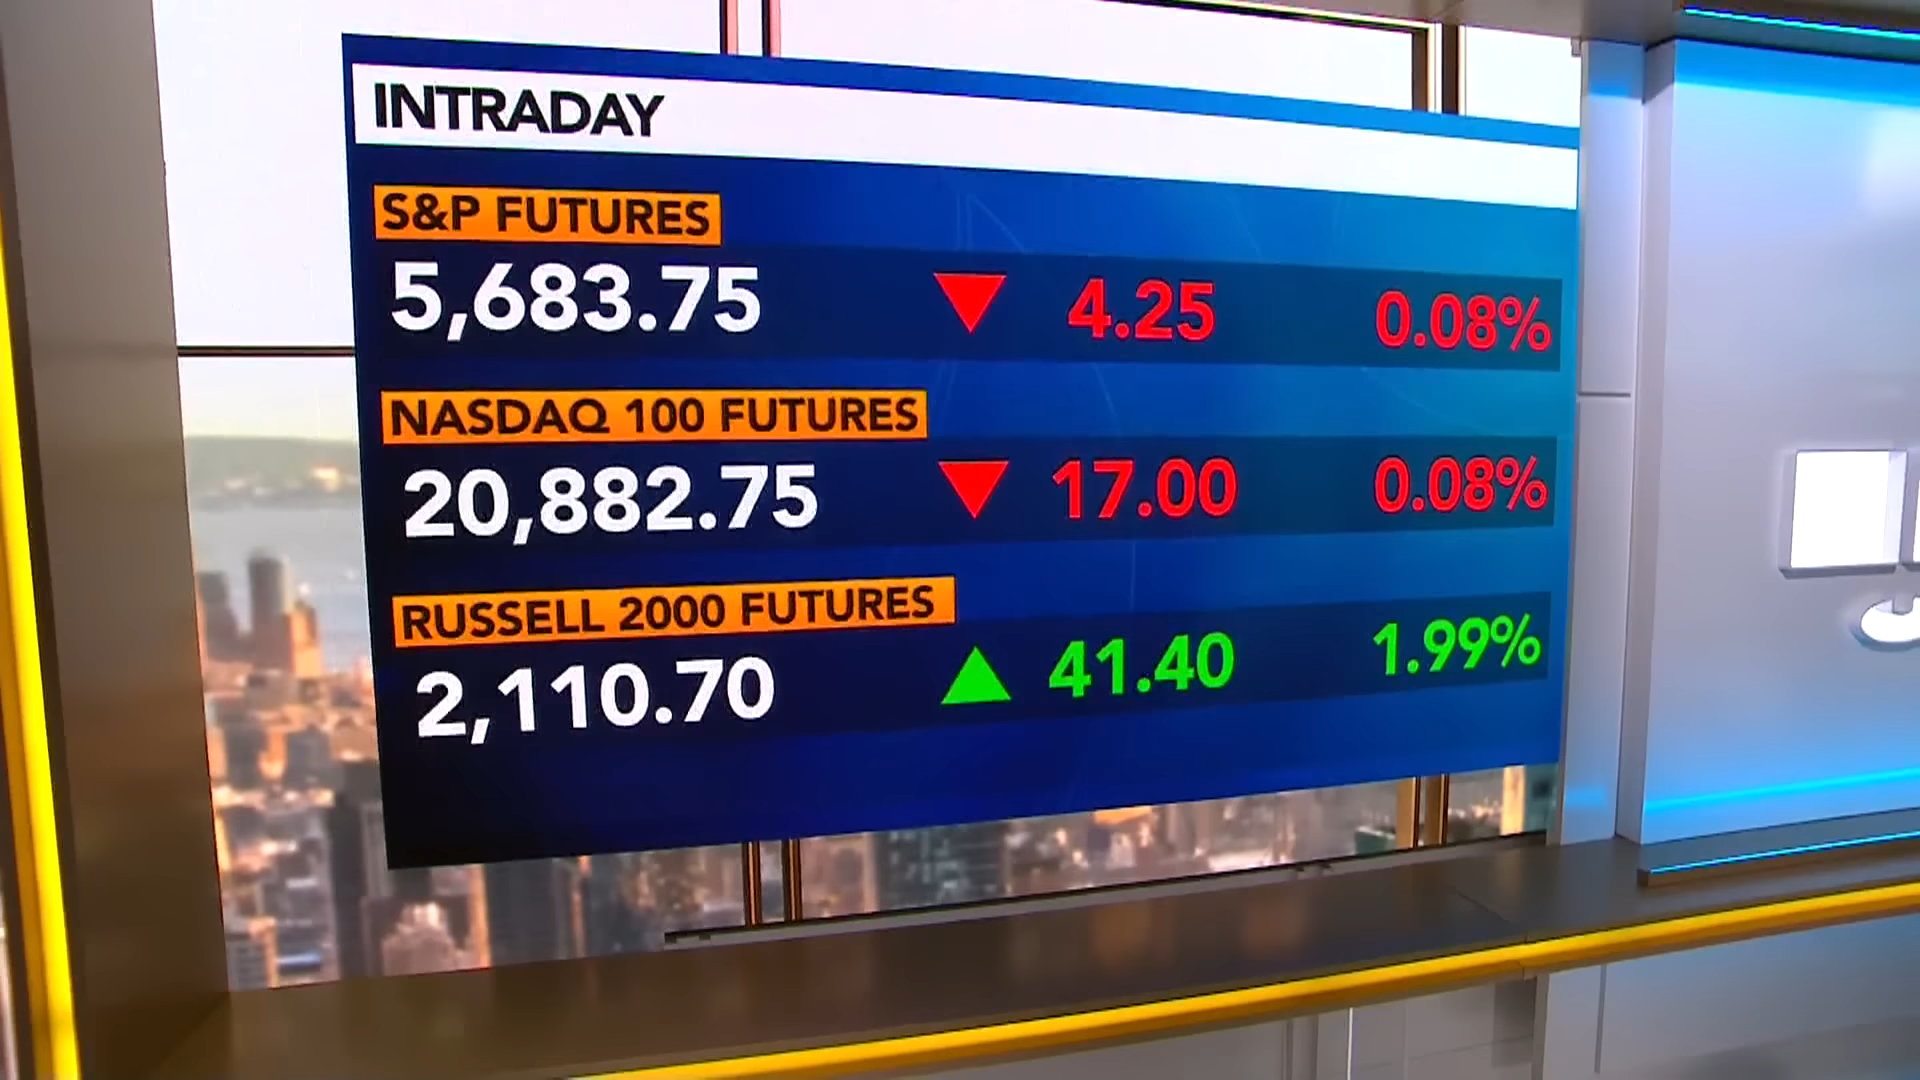 INTRADAY
S&P FUTURES
5,683.75 ▼ 4.25 0.08%
NASDAQ 100 FUTURES
20,882.75 ▼ 17.00 0.08%
RUSSELL 2000 FUTURES
2,110.70 ▲ 41.40 1.99%